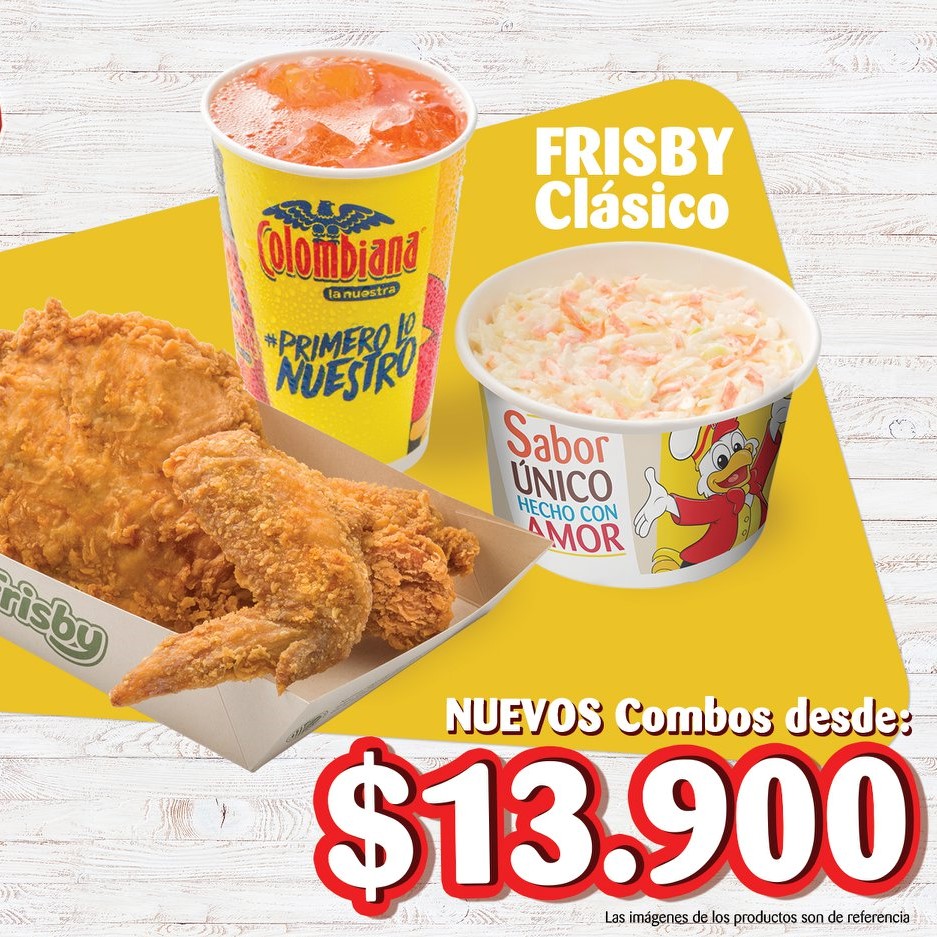 FRISBY
Clásico
Colombiana
la nuestra
#PRIMERO LO
NUESTRO
Sabor
ÚNICO
HECHO CON
AMOR
frisby
NUEVOS Combos desde:
$13.900
Las imágenes de los productos son de referencia